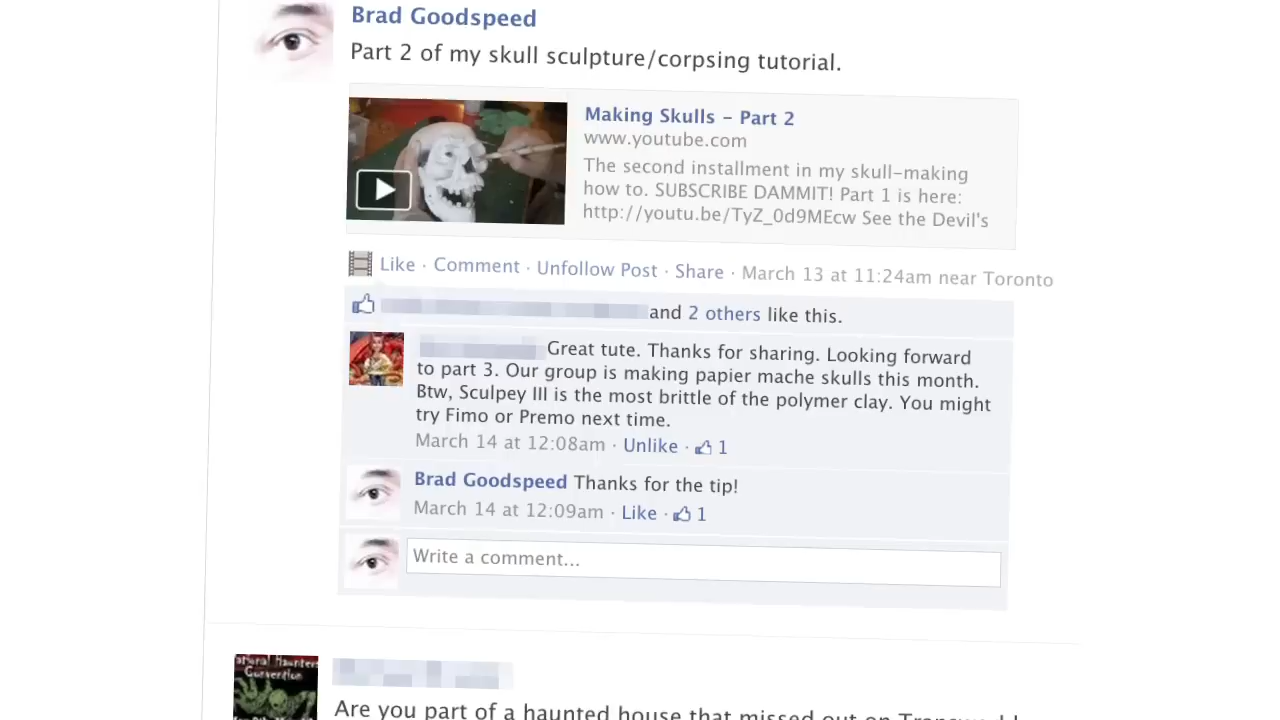 Brad Goodspeed
Part 2 of my skull sculpture/corpsing tutorial.
Making Skulls – Part 2
www.youtube.com
The second installment in my skull-making
how to. SUBSCRIBE DAMMIT! Part 1 is here:
http://youtu.be/TyZ_0d9MEcw See the Devil's
Like · Comment · Unfollow Post · Share · March 13 at 11:24am near Toronto
and 2 others like this.
Great tute. Thanks for sharing. Looking forward
to part 3. Our group is making papier mache skulls this month.
Btw, Sculpey III is the most brittle of the polymer clay. You might
try Fimo or Premo next time.
March 14 at 12:08am · Unlike · 1
Brad Goodspeed Thanks for the tip!
March 14 at 12:09am · Like · 1
Write a comment...
ational Haunters
Convention
Are you part of a haunted house that missed out on